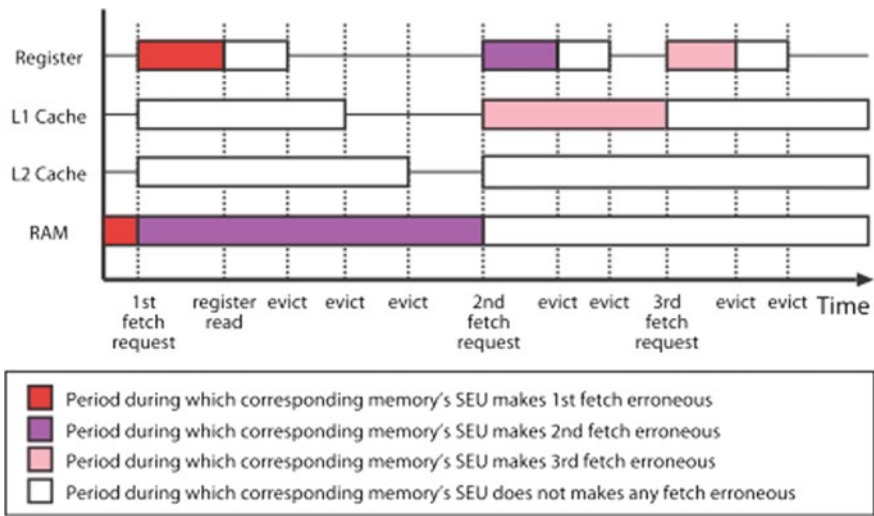 Register
L1 Cache
L2 Cache
RAM
1st fetch request
register read
evict
evict
evict
2nd fetch request
evict
evict
3rd fetch request
evict
evict
Time
Period during which corresponding memory's SEU makes 1st fetch erroneous
Period during which corresponding memory's SEU makes 2nd fetch erroneous
Period during which corresponding memory's SEU makes 3rd fetch erroneous
Period during which corresponding memory's SEU does not makes any fetch erroneous